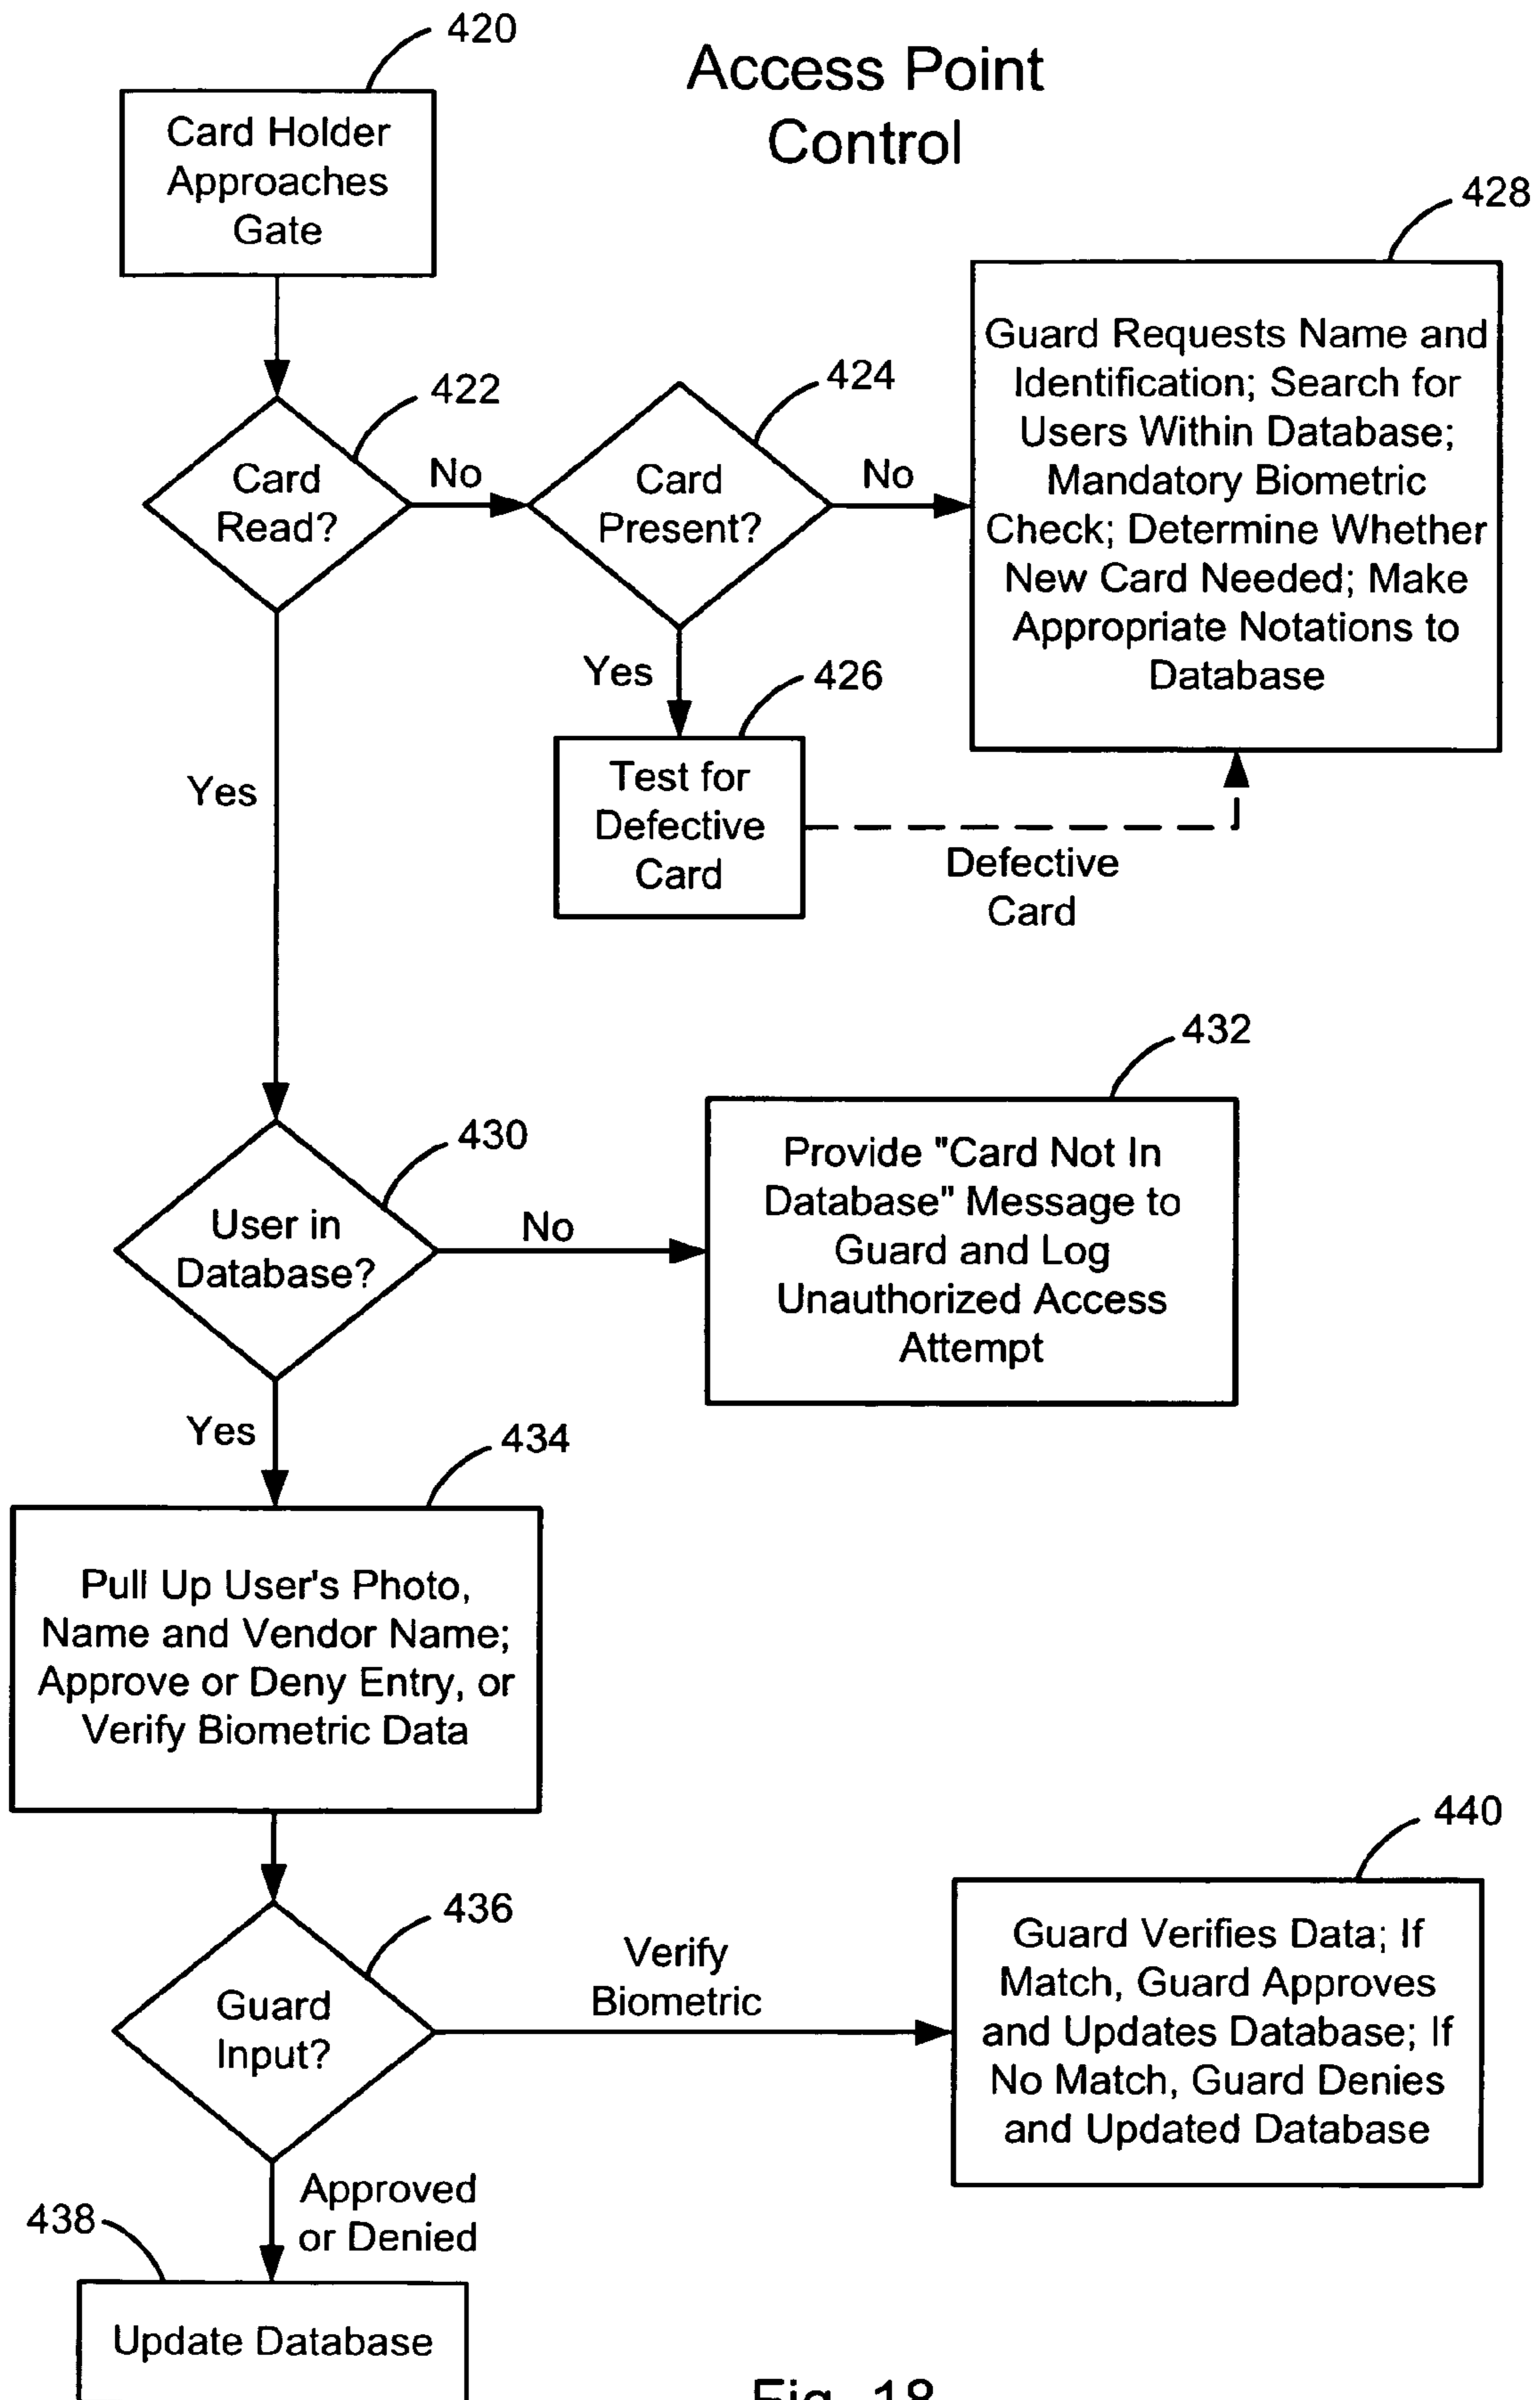 420
Access Point
Control
Card Holder
Approaches
Gate
428
Guard Requests Name and
Identification; Search for
Users Within Database;
Mandatory Biometric
Check; Determine Whether
New Card Needed; Make
Appropriate Notations to
Database
422
Card
Read?
No
424
Card
Present?
No
Yes
426
Test for
Defective
Card
Defective
Card
Yes
432
430
User in
Database?
No
Provide "Card Not In
Database" Message to
Guard and Log
Unauthorized Access
Attempt
Yes
434
Pull Up User's Photo,
Name and Vendor Name;
Approve or Deny Entry, or
Verify Biometric Data
440
436
Guard
Input?
Verify
Biometric
Guard Verifies Data; If
Match, Guard Approves
and Updates Database; If
No Match, Guard Denies
and Updated Database
Approved
or Denied
438
Update Database
Fig. 18